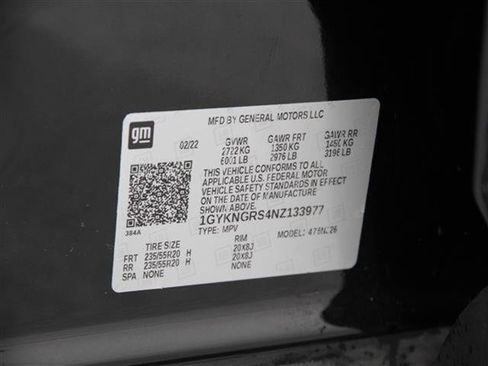 gm
MFD BY GENERAL MOTORS LLC
02/22 GVWR GAWR FRT GAWR RR
2722 KG 1350 KG 1450 KG
6001 LB 2976 LB 3196 LB
THIS VEHICLE CONFORMS TO ALL APPLICABLE
U.S. FEDERAL MOTOR
VEHICLE SAFETY STANDARDS IN EFFECT
ON THE DATE OF MANUFACTURE SHOWN ABOVE.
1GYKNGRS4NZ133977
384A
TYPE: MPV MODEL:
TIRE SIZE RIM
FRT 235/55R20 H 20X8J
RR 235/55R20 H 20X8J
SPA NONE NONE